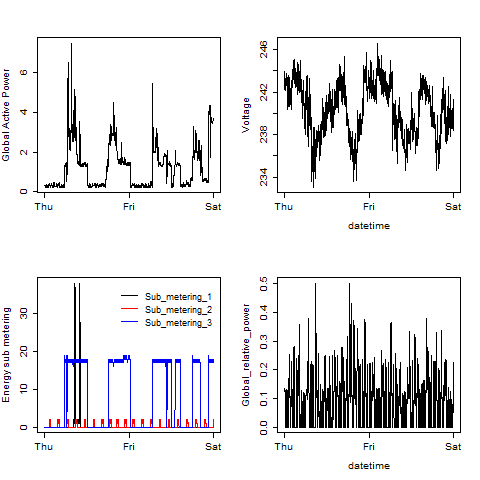 Global Active Power
0 2 4 6
Thu Fri Sat
Voltage
234 238 242 246
Thu Fri Sat
datetime
Energy sub metering
0 10 20 30
Sub_metering_1
Sub_metering_2
Sub_metering_3
Thu Fri Sat
Global_relative_power
0.0 0.1 0.2 0.3 0.4 0.5
Thu Fri Sat
datetime